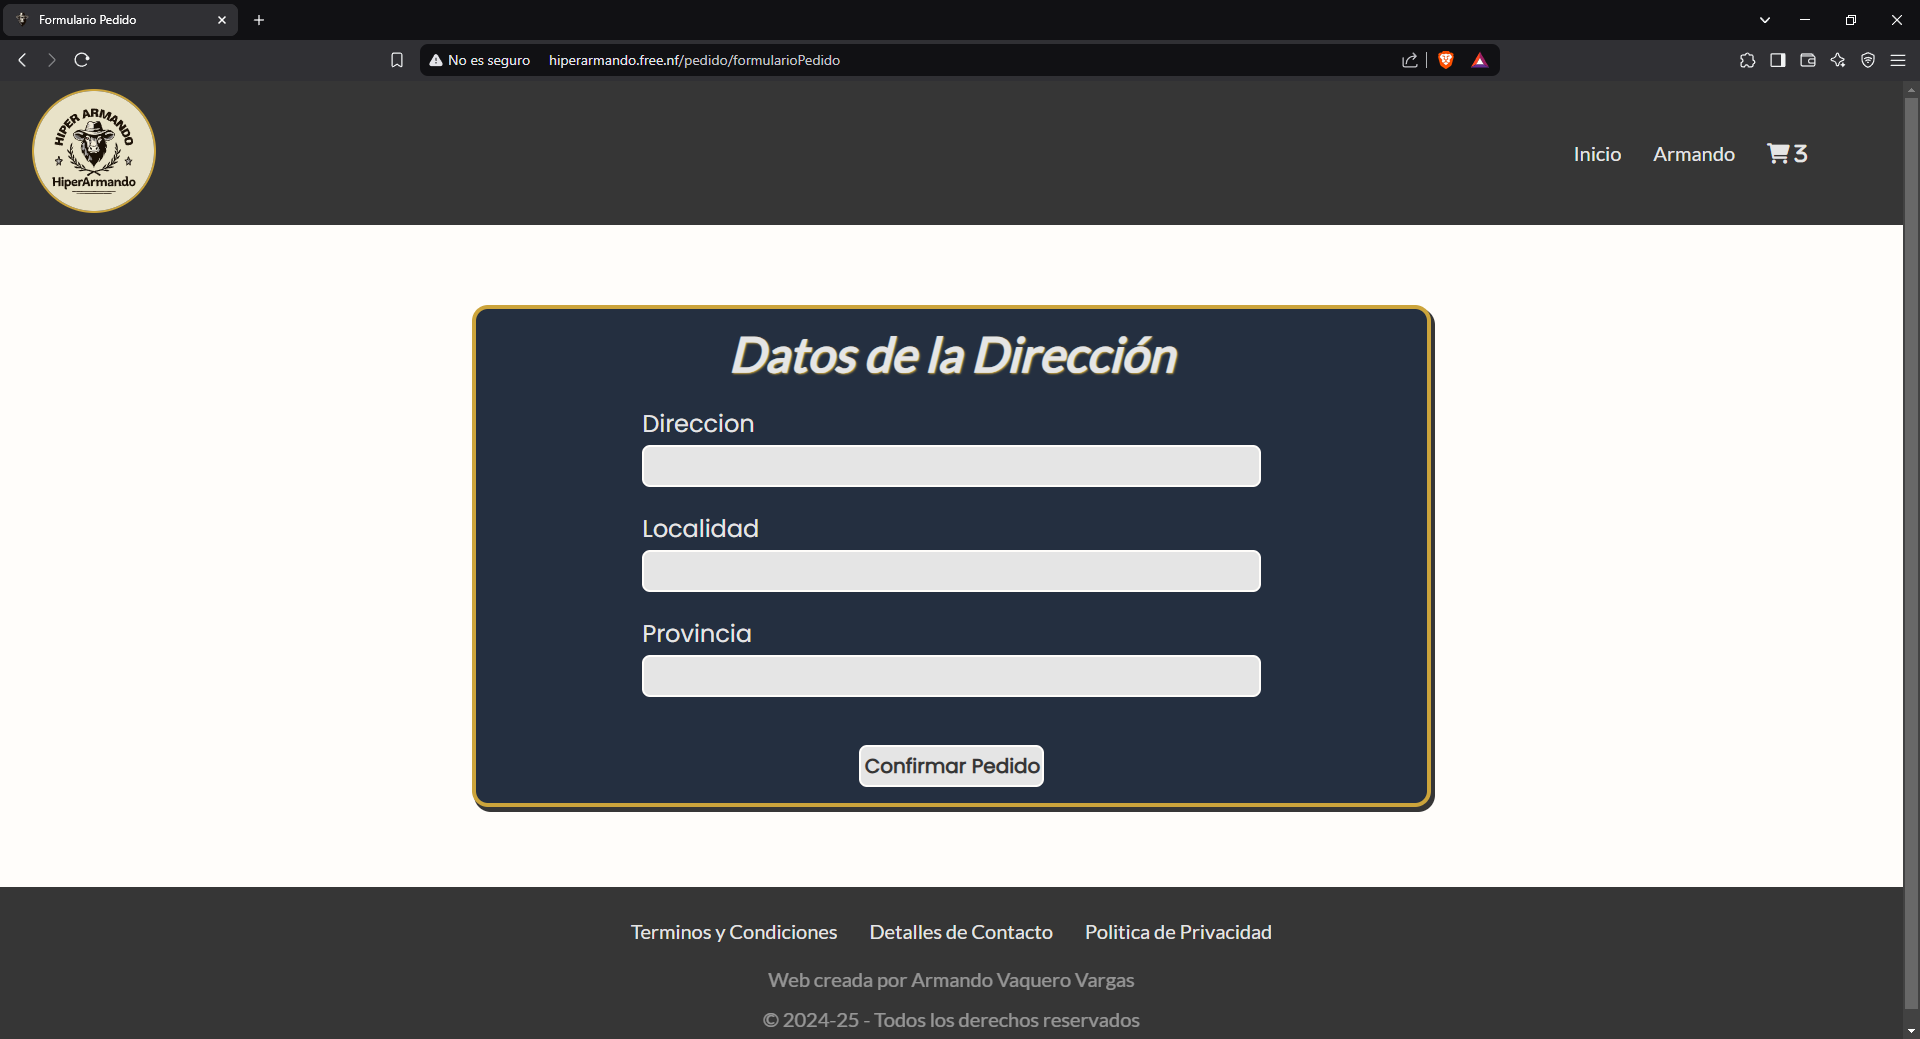 Formulario Pedido
No es seguro hiperarmando.free.nf/pedido/formularioPedido
HIPER ARMANDO
HiperArmando
Inicio Armando 3
Datos de la Dirección
Direccion
Localidad
Provincia
Confirmar Pedido
Terminos y Condiciones Detalles de Contacto Politica de Privacidad
Web creada por Armando Vaquero Vargas
© 2024-25 - Todos los derechos reservados